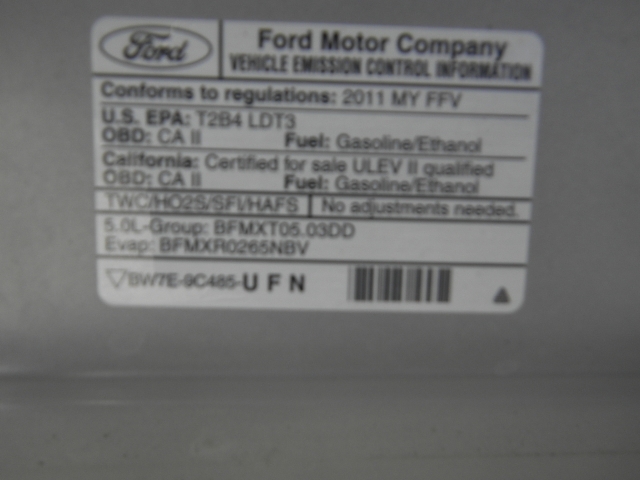 Ford
Ford Motor Company
VEHICLE EMISSION CONTROL INFORMATION
Conforms to regulations: 2011 MY FFV
U.S. EPA: T2B4 LDT3
OBD: CA II Fuel: Gasoline/Ethanol
California: Certified for sale ULEV II qualified
OBD: CA II Fuel: Gasoline/Ethanol
TWC/HO2S/SFI/HAFS No adjustments needed.
5.0L-Group: BFMXT05.03DD
Evap: BFMXR0265NBV
BW7E-9C485-U F N